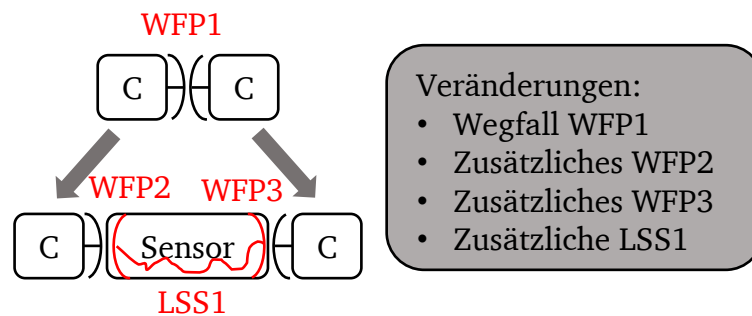 WFP1
C C
WFP2 WFP3
C Sensor C
LSS1
Veränderungen:
• Wegfall WFP1
• Zusätzliches WFP2
• Zusätzliches WFP3
• Zusätzliche LSS1